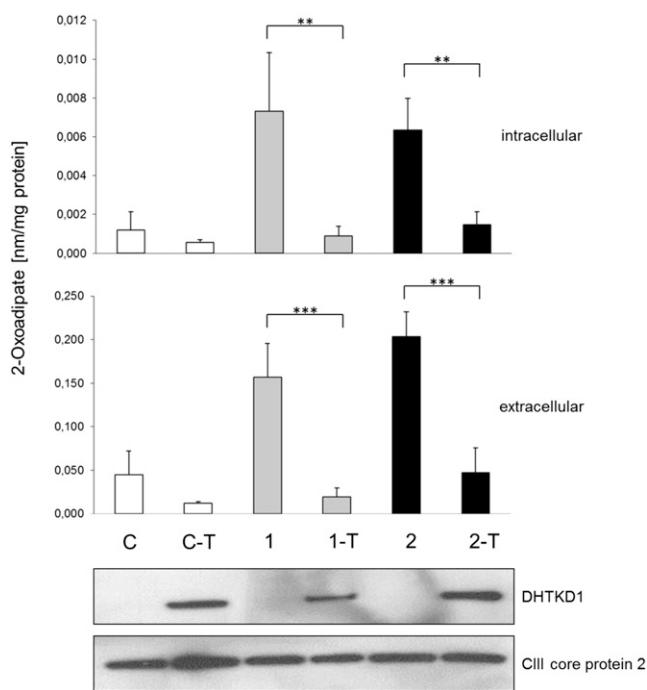 2-Oxoadipate [nm/mg protein]
0,012
0,010
0,008
0,006
0,004
0,002
0,000
**
**
intracellular
0,250
0,200
0,150
0,100
0,050
0,000
***
***
extracellular
C C-T 1 1-T 2 2-T
DHTKD1
CIII core protein 2